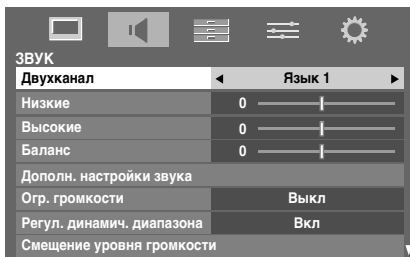 ЗВУК
Двухканал ◄ Язык 1 ►
Низкие 0
Высокие 0
Баланс 0
Дополн. настройки звука
Огр. громкости Выкл
Регул. динамич. диапазона Вкл
Смещение уровня громкости